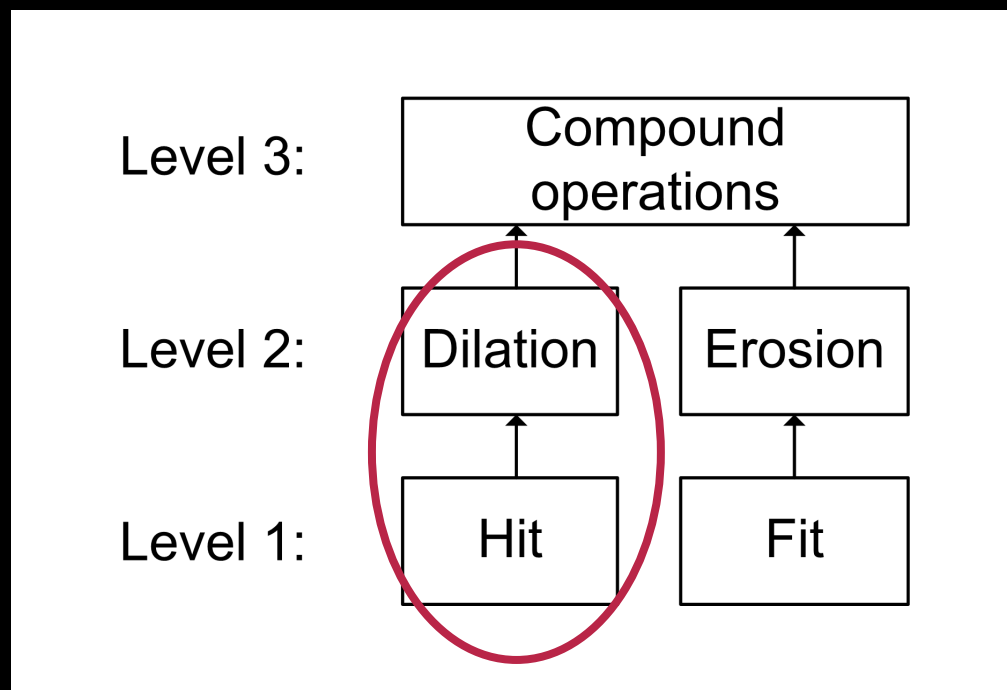 Level 3:
Compound
operations
Level 2:
Dilation
Erosion
Level 1:
Hit
Fit